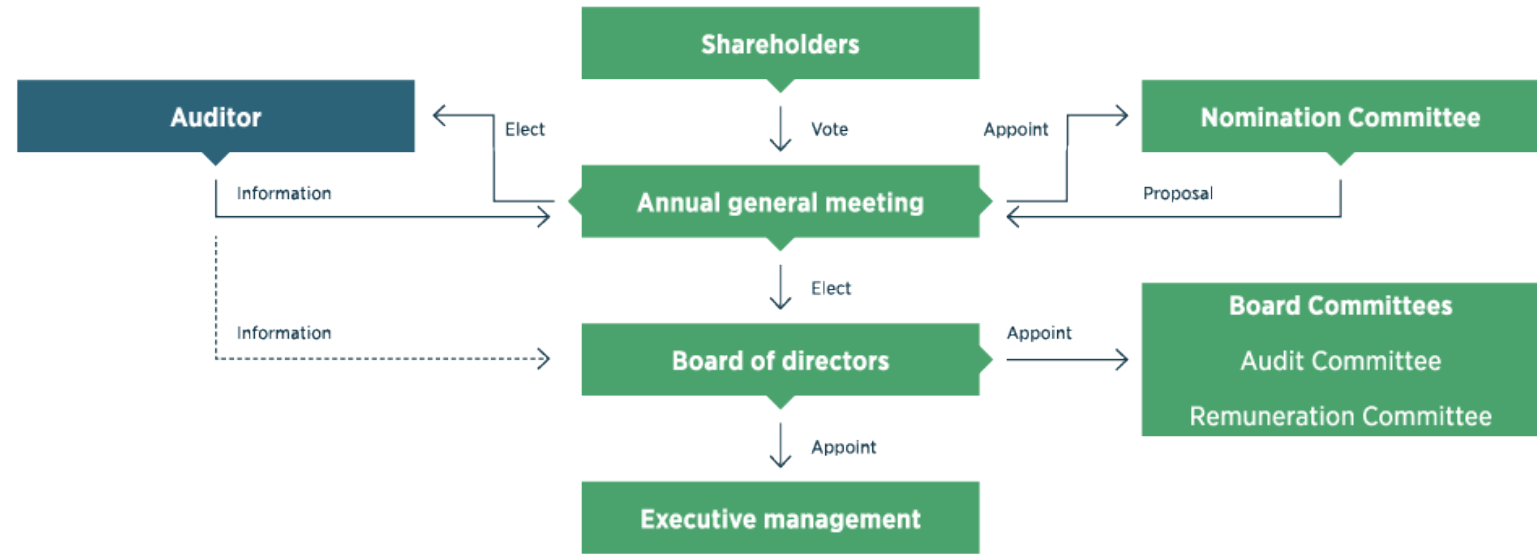 Shareholders
Auditor
Elect
Vote
Appoint
Nomination Committee
Information
Annual general meeting
Proposal
Elect
Information
Board of directors
Appoint
Board Committees
Audit Committee
Remuneration Committee
Appoint
Executive management